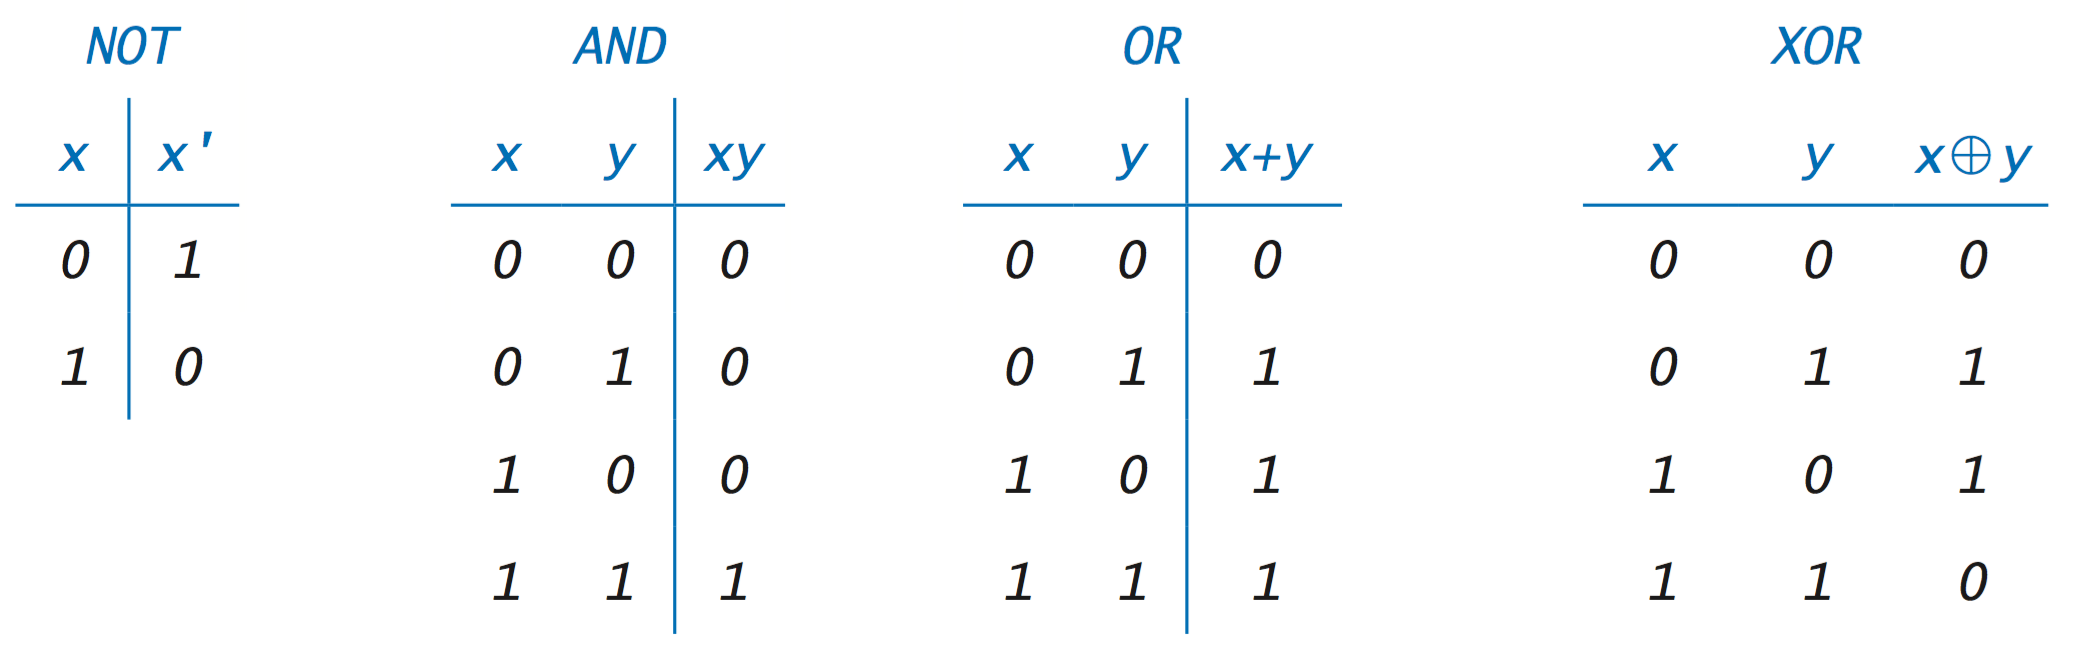 NOT AND OR XOR
x x' x y xy x y x+y x y x⊕y
0 1 0 0 0 0 0 0 0 0 0
1 0 0 1 0 0 1 1 0 1 1
1 0 0 1 0 1 1 0 1
1 1 1 1 1 1 1 1 0